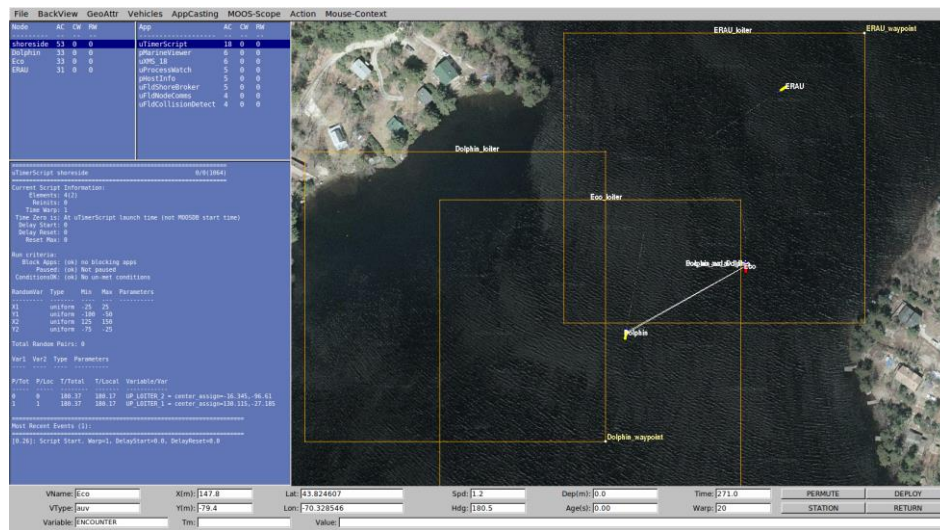 File BackView GeoAttr Vehicles AppCasting MOOS-Scope Action Mouse-Context
Node AC CW RW
shoreside 53 0 0
Dolphin 33 0 0
Eco 33 0 0
ERAU 31 0 0
App AC CW RW
uTimerScript 18 0 0
pMarineViewer 6 0 0
uXMS_18 6 0 0
uProcessWatch 5 0 0
pHostInfo 5 0 0
uFldShoreBroker 5 0 0
uFldNodeComms 4 0 0
uFldCollisionDetect 4 0 0
uTimerScript shoreside 0/0(1064)
Current Script Information:
Elements: 4(2)
Reinits: 0
Time Warp: 1
Time Zero is: At uTimerScript launch time (not MOOSDB start time)
Delay Start: 0
Delay Reset: 0
Reset Max: 0
Run criteria:
Block Apps: (ok) no blocking apps
Paused: (ok) Not paused
ConditionsOK: (ok) No un-met conditions
RandomVar Type Min Max Parameters
X1 uniform -25 25
Y1 uniform -100 -50
X2 uniform 125 150
Y2 uniform -75 -25
Total Random Pairs: 0
Var1 Var2 Type Parameters
P/Tot P/Loc T/Total T/Local Variable/Var
0 0 180.37 180.17 UP_LOITER_2 = center_assign=-16.345,-96.61
1 1 180.37 180.17 UP_LOITER_1 = center_assign=130.115,-27.185
Most Recent Events (1):
[0.26]: Script Start. Warp=1, DelayStart=0.0, DelayReset=0.0
ERAU_loiter
ERAU_waypoint
ERAU
Dolphin_loiter
Eco_loiter
Eco
Dolphin
Dolphin_waypoint
VName: Eco X(m): 147.8 Lat: 43.824607 Spd: 1.2 Dep(m): 0.0 Time: 271.0 PERMUTE DEPLOY
VType: auv Y(m): -79.4 Lon: -70.328546 Hdg: 180.5 Age(s): 0.00 Warp: 20 STATION RETURN
Variable: ENCOUNTER Tm: Value: